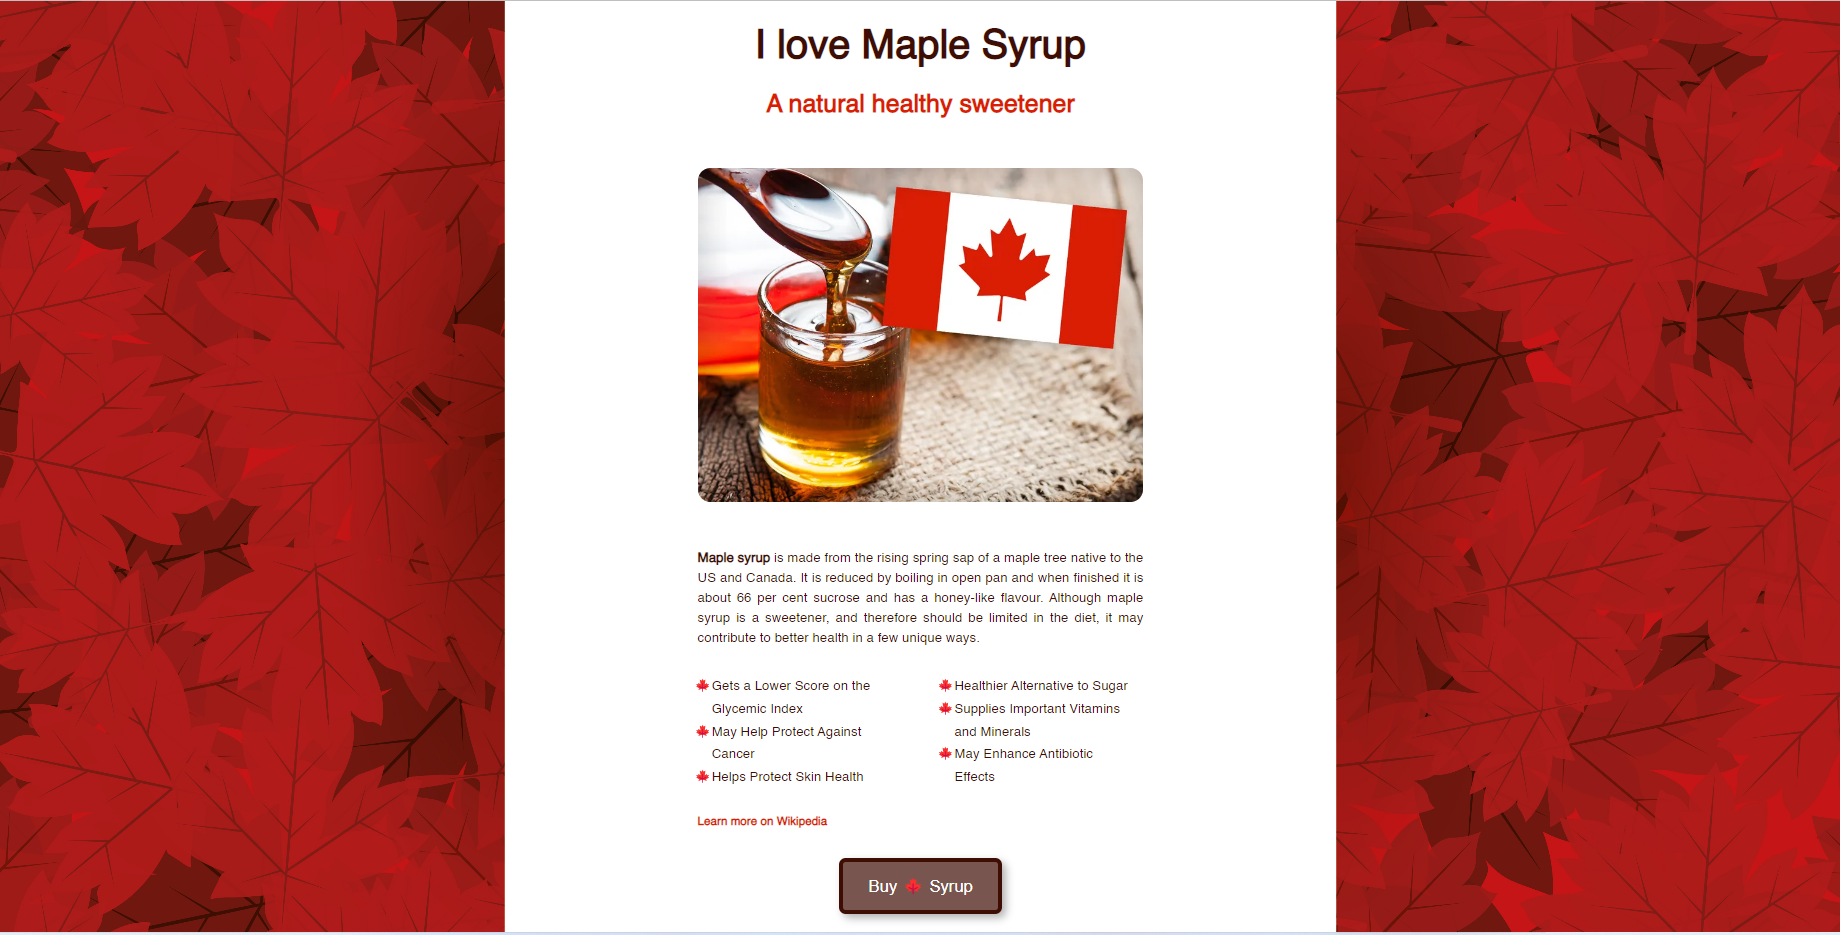 I love Maple Syrup
A natural healthy sweetener
Maple syrup is made from the rising spring sap of a maple tree native to the
US and Canada. It is reduced by boiling in open pan and when finished it is
about 66 per cent sucrose and has a honey-like flavour. Although maple
syrup is a sweetener, and therefore should be limited in the diet, it may
contribute to better health in a few unique ways.
Gets a Lower Score on the
Glycemic Index
May Help Protect Against
Cancer
Helps Protect Skin Health
Healthier Alternative to Sugar
Supplies Important Vitamins
and Minerals
May Enhance Antibiotic
Effects
Learn more on Wikipedia
Buy Syrup